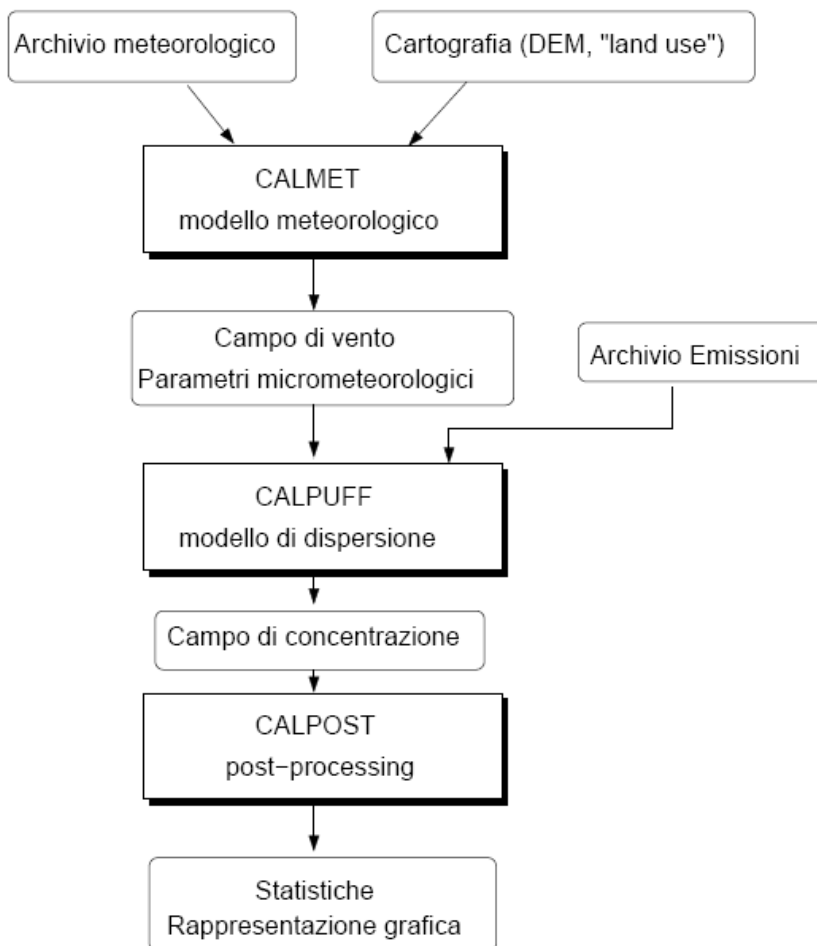 Archivio meteorologico
Cartografia (DEM, "land use")
CALMET
modello meteorologico
Campo di vento
Parametri micrometeorologici
Archivio Emissioni
CALPUFF
modello di dispersione
Campo di concentrazione
CALPOST
post−processing
Statistiche
Rappresentazione grafica